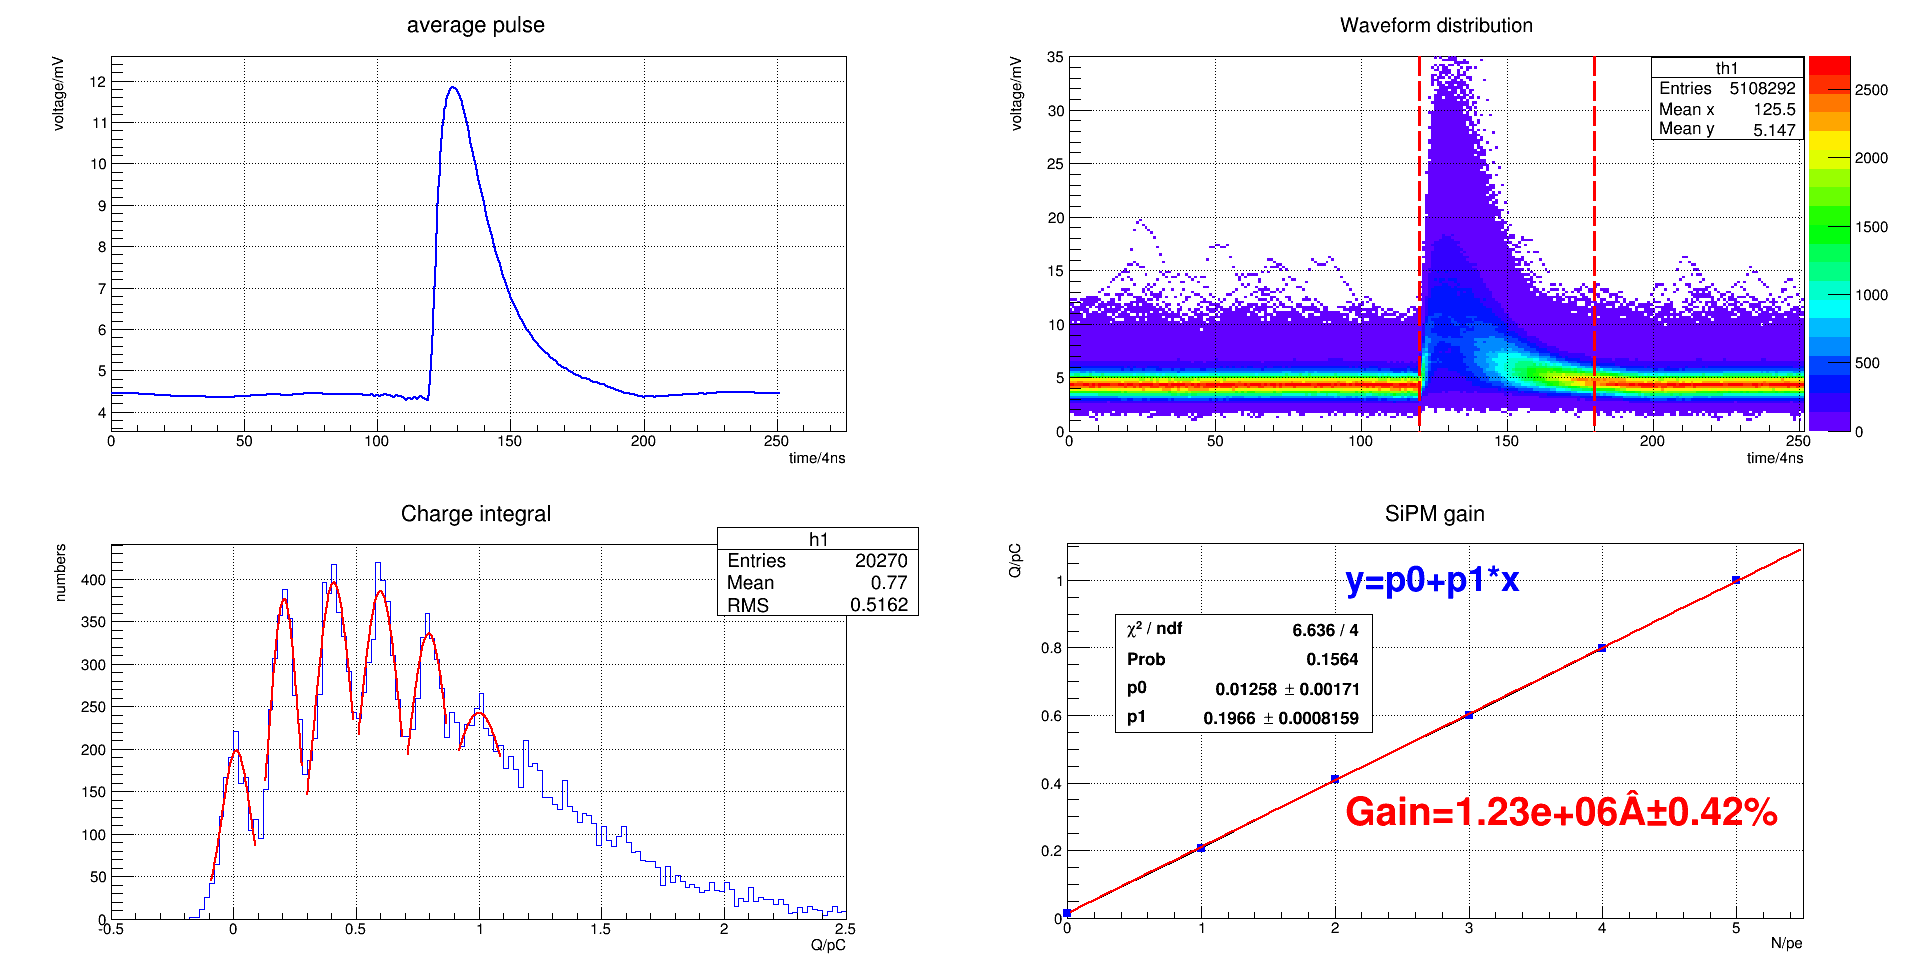 average pulse
voltage/mV
12
11
10
9
8
7
6
5
4
0 50 100 150 200 250
time/4ns
Waveform distribution
voltage/mV
35
30
25
20
15
10
5
0
0 50 100 150 200 250
time/4ns
th1
Entries 5108292
Mean x 125.5
Mean y 5.147
2500
2000
1500
1000
500
0
Charge integral
numbers
400
350
300
250
200
150
100
50
0
-0.5 0 0.5 1 1.5 2 2.5
Q/pC
h1
Entries 20270
Mean 0.77
RMS 0.5162
SiPM gain
Q/pC
1
0.8
0.6
0.4
0.2
0
0 1 2 3 4 5
N/pe
y=p0+p1*x
χ² / ndf 6.636 / 4
Prob 0.1564
p0 0.01258 ± 0.00171
p1 0.1966 ± 0.0008159
Gain=1.23e+06Â±0.42%